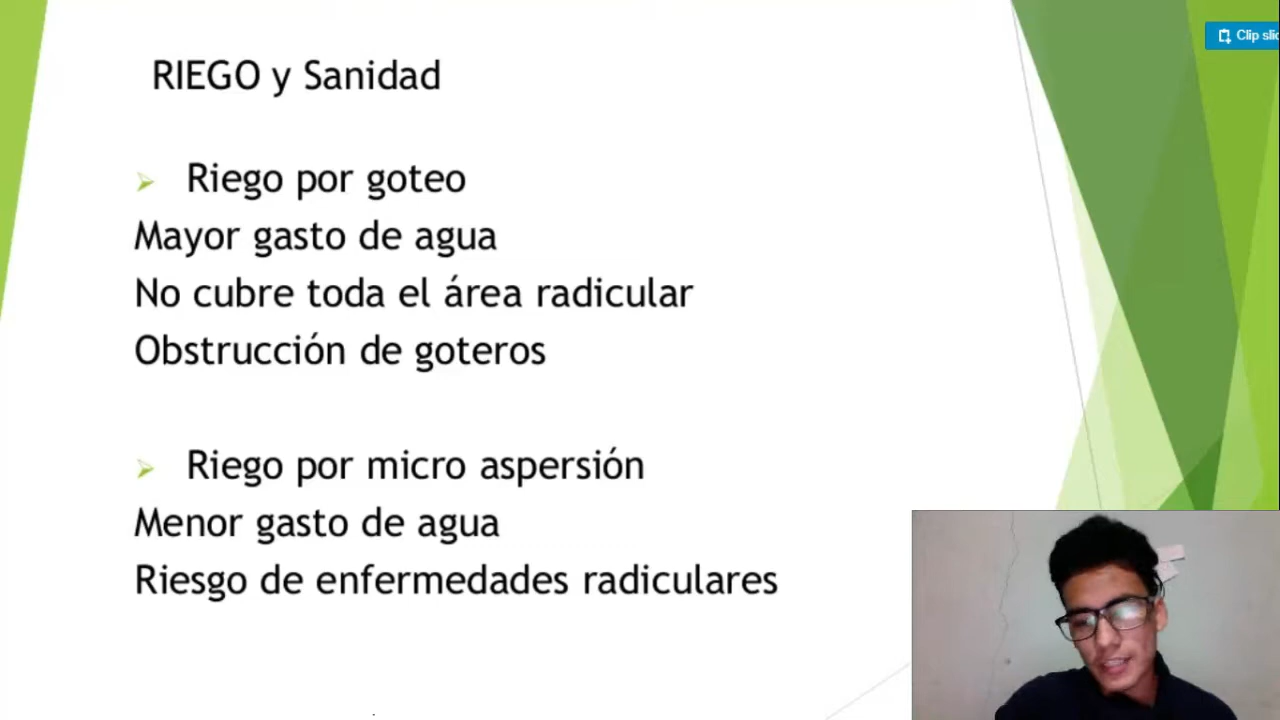 RIEGO y Sanidad
Clip
Riego por goteo
Mayor gasto de agua
No cubre toda el área radicular
Obstrucción de goteros
Riego por micro aspersión
Menor gasto de agua
Riesgo de enfermedades radiculares